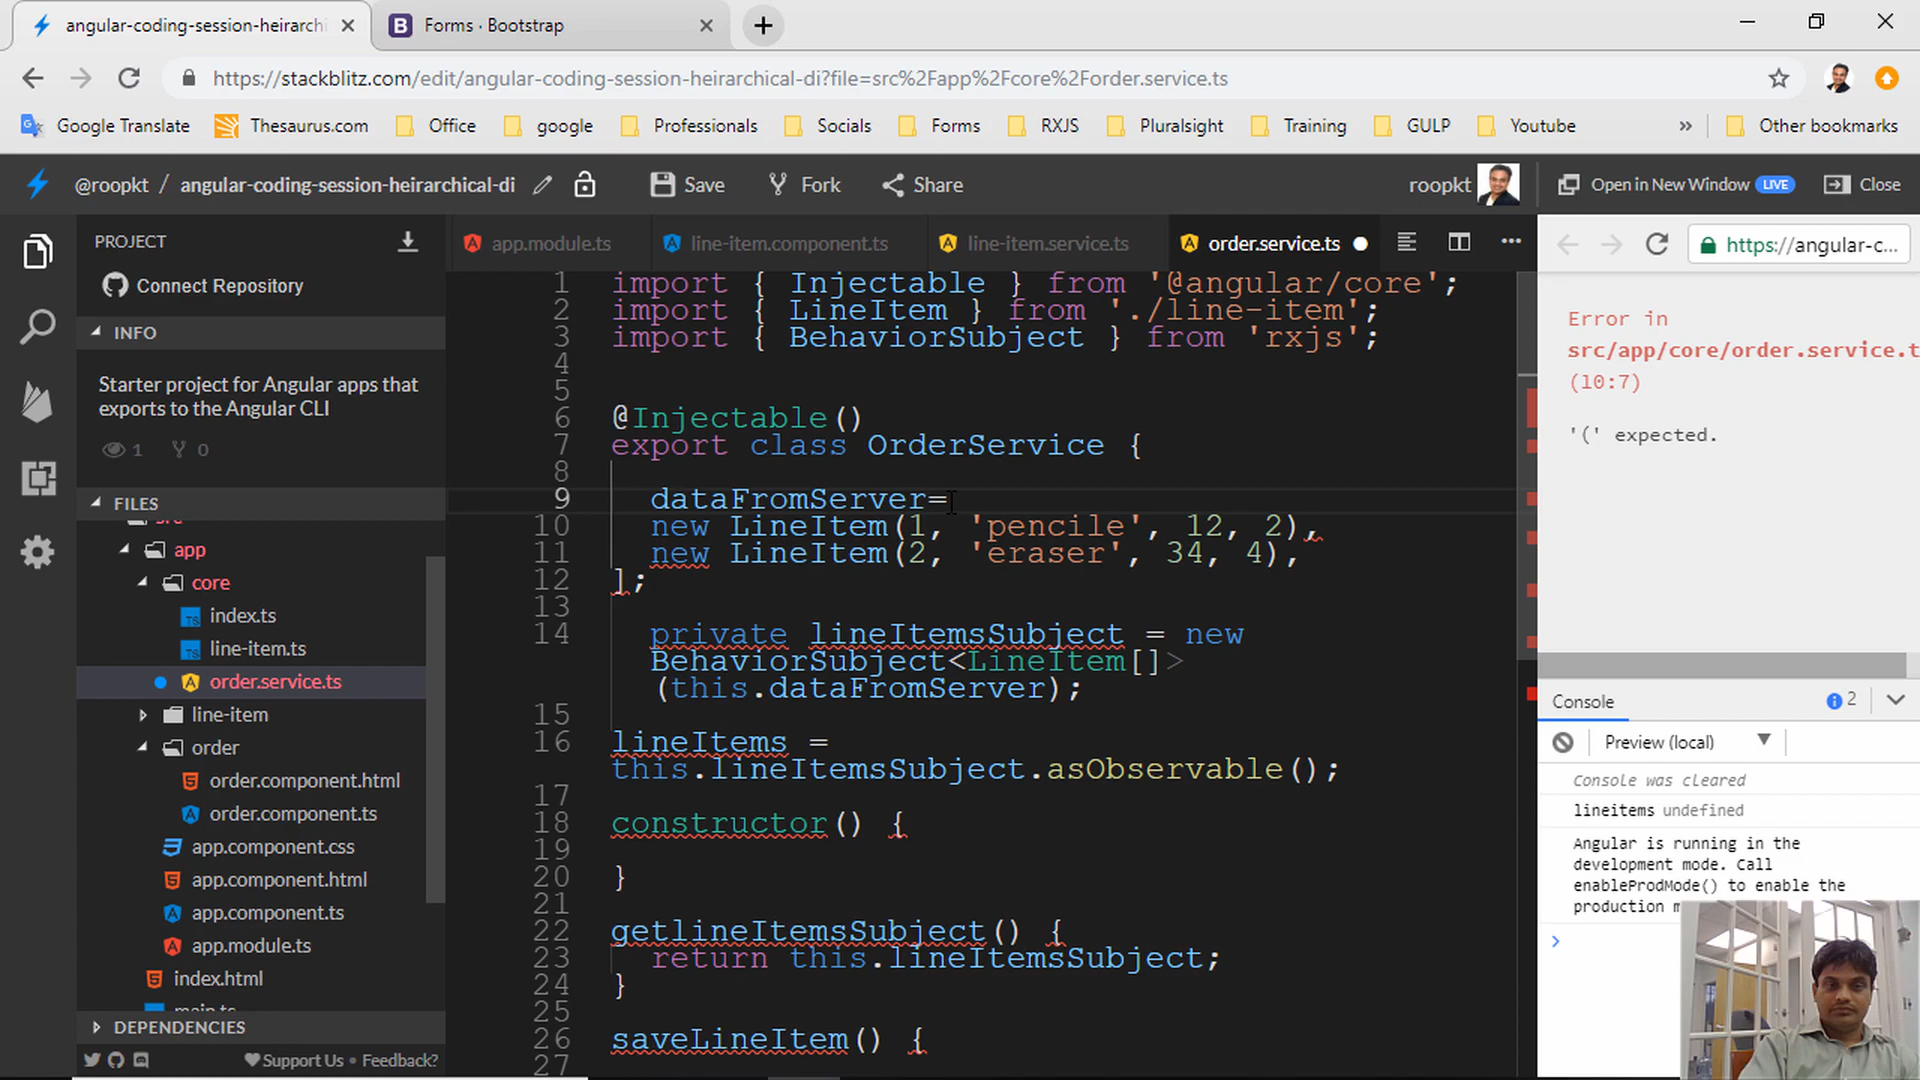 angular-coding-session-heirarchi
Forms · Bootstrap
https://stackblitz.com/edit/angular-coding-session-heirarchical-di?file=src%2Fapp%2Fcore%2Forder.service.ts
Google Translate
Thesaurus.com
Office
google
Professionals
Socials
Forms
RXJS
Pluralsight
Training
GULP
Youtube
»
Other bookmarks
@roopkt / angular-coding-session-heirarchical-di
Save
Fork
Share
roopkt
Open in New Window LIVE
Close
PROJECT
Connect Repository
INFO
Starter project for Angular apps that
exports to the Angular CLI
1
0
FILES
src
app
core
index.ts
line-item.ts
order.service.ts
line-item
order
order.component.html
order.component.ts
app.component.css
app.component.html
app.component.ts
app.module.ts
index.html
main.ts
DEPENDENCIES
Support Us • Feedback?
app.module.ts
line-item.component.ts
line-item.service.ts
order.service.ts
1 import { Injectable } from '@angular/core';
2 import { LineItem } from './line-item';
3 import { BehaviorSubject } from 'rxjs';
4
5
6 @Injectable()
7 export class OrderService {
8
9 dataFromServer=
10 new LineItem(1, 'pencile', 12, 2),
11 new LineItem(2, 'eraser', 34, 4),
12 ];
13
14 private lineItemsSubject = new
BehaviorSubject<LineItem[]>
(this.dataFromServer);
15
16 lineItems =
this.lineItemsSubject.asObservable();
17
18 constructor() {
19
20 }
21
22 getlineItemsSubject() {
23 return this.lineItemsSubject;
24 }
25
26 saveLineItem() {
27
https://angular-c...
Error in
src/app/core/order.service.t
(10:7)
'(' expected.
Console
2
Preview (local)
Console was cleared
lineitems undefined
Angular is running in the
development mode. Call
enableProdMode() to enable the
production m